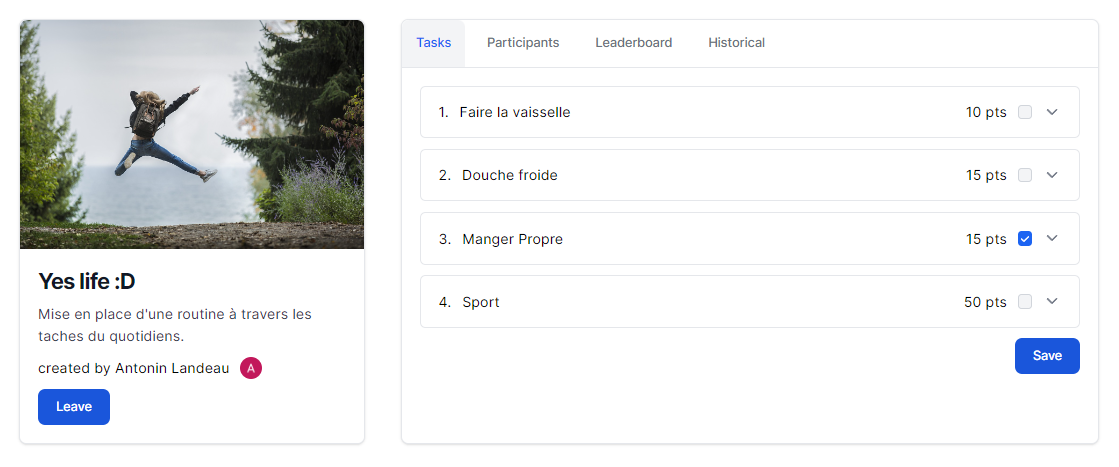 Yes life :D
Mise en place d'une routine à travers les
taches du quotidiens.
created by Antonin Landeau A
Leave
Tasks Participants Leaderboard Historical
1. Faire la vaisselle 10 pts
2. Douche froide 15 pts
3. Manger Propre 15 pts
4. Sport 50 pts
Save